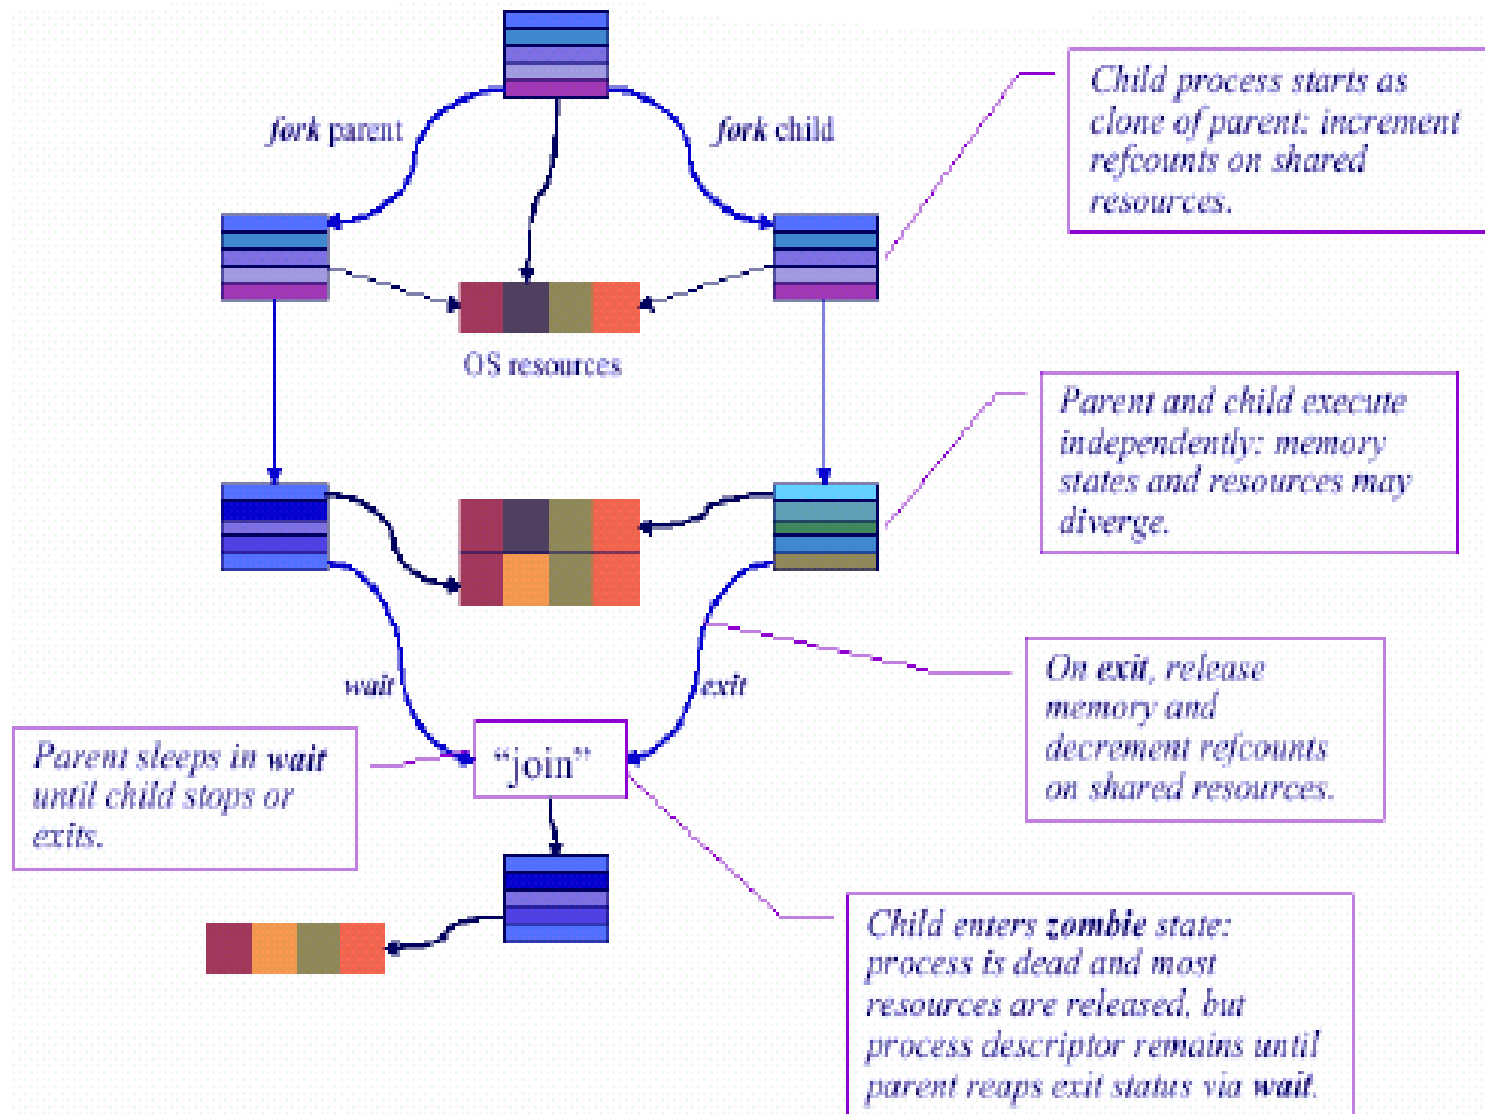 fork parent
fork child
Child process starts as
clone of parent: increment
refcounts on shared
resources.
OS resources
Parent and child execute
independently: memory
states and resources may
diverge.
wait
exit
On exit, release
memory and
decrement refcounts
on shared resources.
Parent sleeps in wait
until child stops or
exits.
“join”
Child enters zombie state:
process is dead and most
resources are released, but
process descriptor remains until
parent reaps exit status via wait.